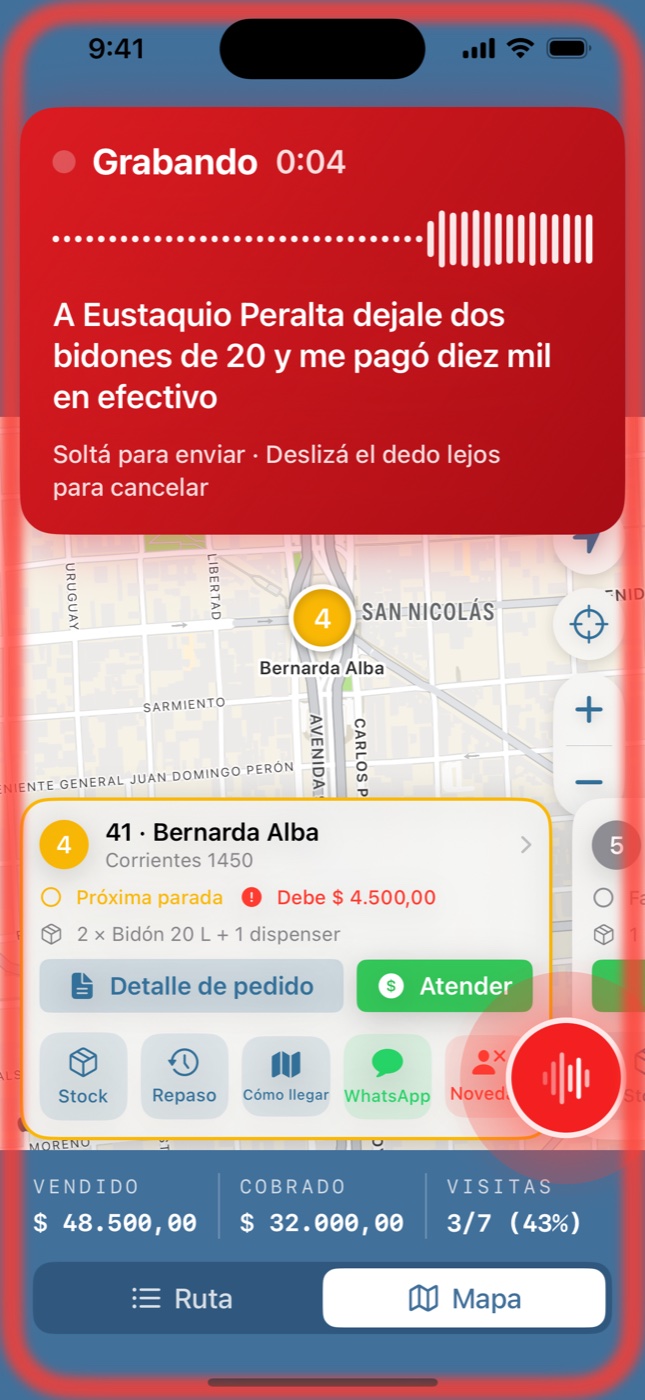 9:41
Grabando 0:04
A Eustaquio Peralta dejale dos
bidones de 20 y me pagó diez mil
en efectivo
Soltá para enviar · Deslizá el dedo lejos
para cancelar
URUGUAY
LIBERTAD
4
SAN NICOLÁS
Bernarda Alba
SARMIENTO
AVENIDA
CARLOS P
ENIENTE GENERAL JUAN DOMINGO PERÓN
4
41 · Bernarda Alba
Corrientes 1450
Próxima parada
Debe $ 4.500,00
2 × Bidón 20 L + 1 dispenser
Detalle de pedido
$ Atender
Stock
Repaso
Cómo llegar
WhatsApp
Noved
5
1
MORENO
VENDIDO
COBRADO
VISITAS
$ 48.500,00
$ 32.000,00
3/7 (43%)
Ruta
Mapa